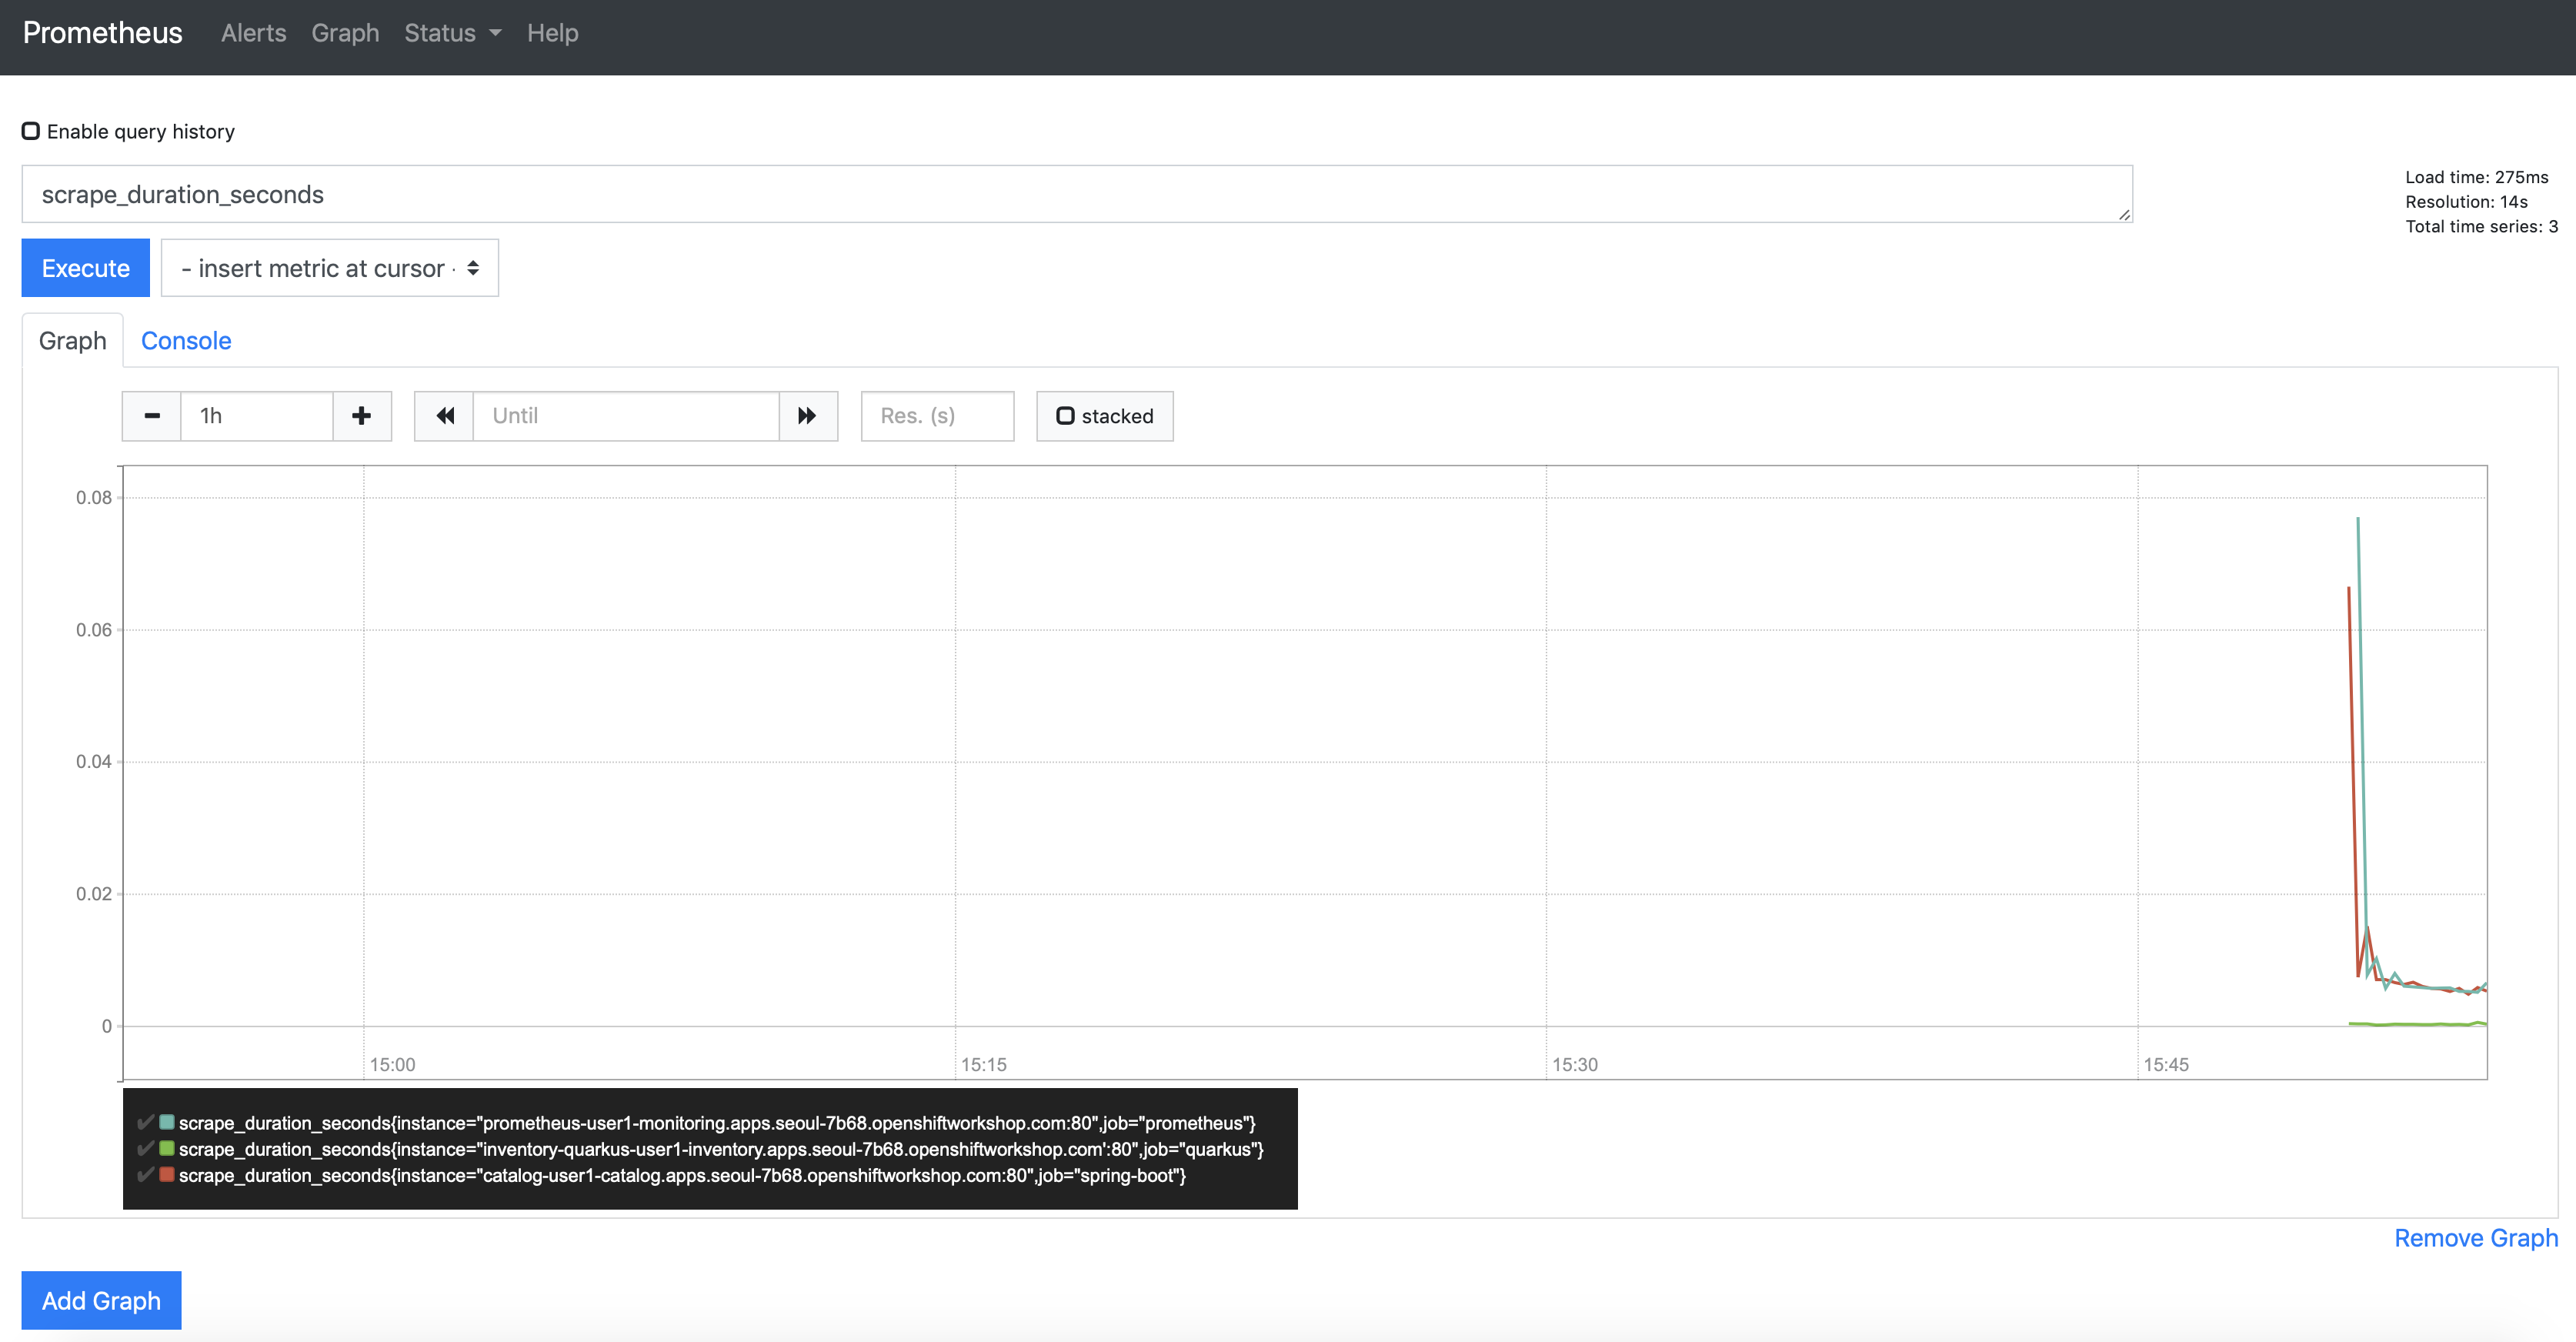 Prometheus Alerts Graph Status Help
Enable query history
scrape_duration_seconds
Load time: 275ms
Resolution: 14s
Total time series: 3
Execute - insert metric at cursor -
Graph Console
1h Until Res. (s) stacked
0.08
0.06
0.04
0.02
0
15:00 15:15 15:30 15:45
scrape_duration_seconds{instance="prometheus-user1-monitoring.apps.seoul-7b68.openshiftworkshop.com:80",job="prometheus"}
scrape_duration_seconds{instance="inventory-quarkus-user1-inventory.apps.seoul-7b68.openshiftworkshop.com':80",job="quarkus"}
scrape_duration_seconds{instance="catalog-user1-catalog.apps.seoul-7b68.openshiftworkshop.com:80",job="spring-boot"}
Remove Graph
Add Graph